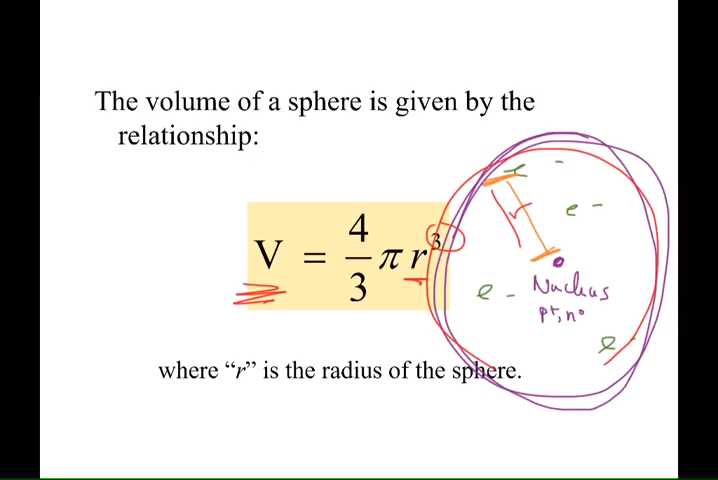 The volume of a sphere is given by the
relationship:
V = 4/3 π r³
where “r” is the radius of the sphere.
e -
e -
r
e - Nucleus
p+, n°
e